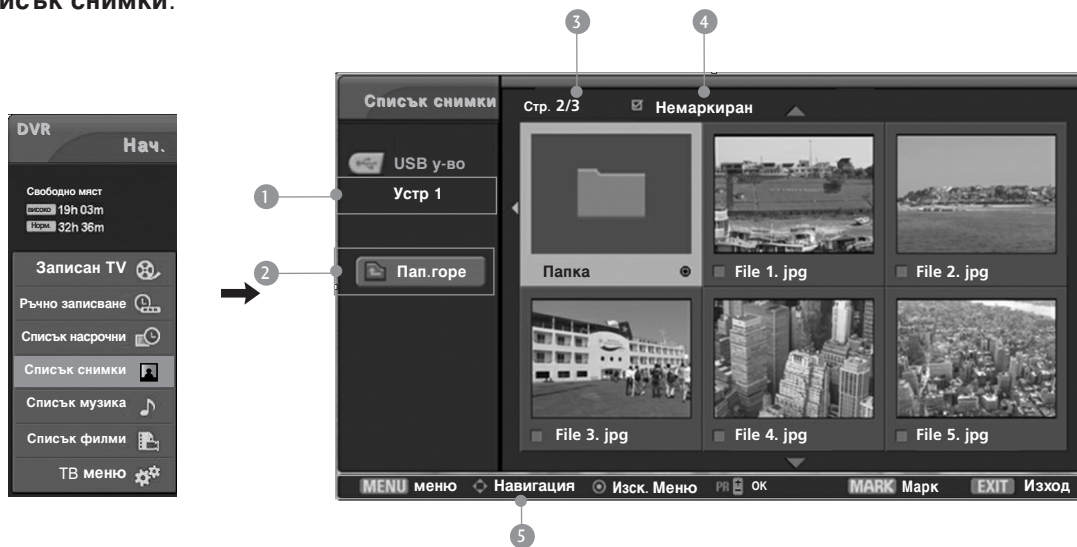 исък снимки.
3
4
DVR
Нач.
Свободно мяст
високо 19h 03m
Норм. 32h 36m
Записан TV
Ръчно записване
Списък насрочни
Списък снимки
Списък музика
Списък филми
ТВ меню
1
2
Списък снимки
Стр. 2/3
Немаркиран
USB у-во
Устр 1
Пап.горе
Папка
File 1. jpg
File 2. jpg
File 3. jpg
File 4. jpg
File 5. jpg
MENU меню Навигация Изск. Меню PR OK MARK Марк EXIT Изход
5